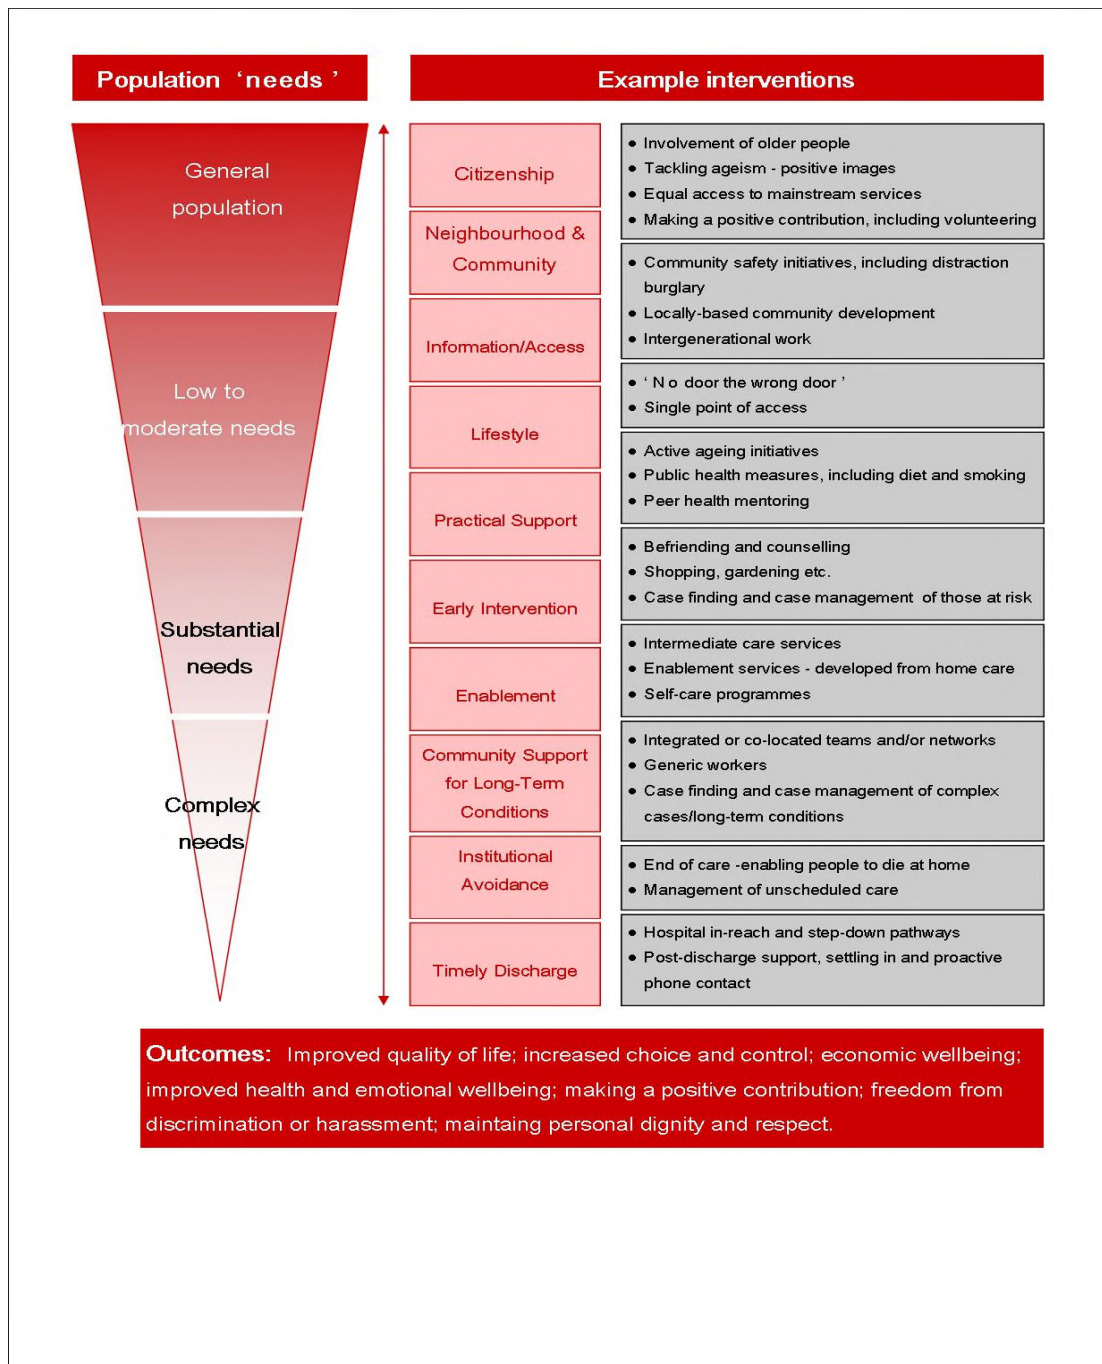 Population 'needs'
Example interventions
General
population
Low to
moderate needs
Substantial
needs
Complex
needs
Citizenship
Neighbourhood &
Community
Information/Access
Lifestyle
Practical Support
Early Intervention
Enablement
Community Support
for Long-Term
Conditions
Institutional
Avoidance
Timely Discharge
• Involvement of older people
• Tackling ageism - positive images
• Equal access to mainstream services
• Making a positive contribution, including volunteering
• Community safety initiatives, including distraction
burglary
• Locally-based community development
• Intergenerational work
• 'No door the wrong door'
• Single point of access
• Active ageing initiatives
• Public health measures, including diet and smoking
• Peer health mentoring
• Befriending and counselling
• Shopping, gardening etc.
• Case finding and case management of those at risk
• Intermediate care services
• Enablement services - developed from home care
• Self-care programmes
• Integrated or co-located teams and/or networks
• Generic workers
• Case finding and case management of complex
cases/long-term conditions
• End of care -enabling people to die at home
• Management of unscheduled care
• Hospital in-reach and step-down pathways
• Post-discharge support, settling in and proactive
phone contact
Outcomes: Improved quality of life; increased choice and control; economic wellbeing;
improved health and emotional wellbeing; making a positive contribution; freedom from
discrimination or harassment; maintaing personal dignity and respect.